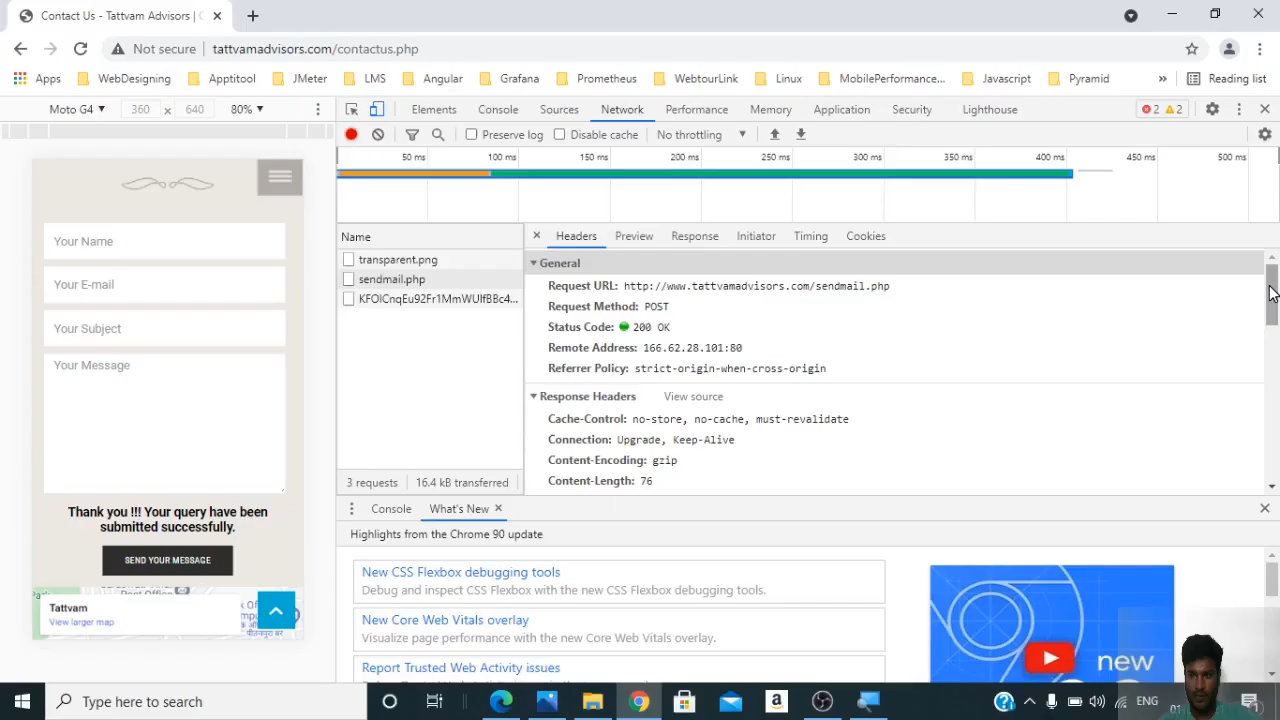 Contact Us - Tattvam Advisors | C
Not secure tattvamadvisors.com/contactus.php
Apps WebDesigning Apptitool JMeter LMS Angular Grafana Prometheus WebtourLink Linux MobilePerformance... Javascript Pyramid » Reading list
Moto G4 360 × 640 80%
Elements Console Sources Network Performance Memory Application Security Lighthouse 2 2
Preserve log Disable cache No throttling
50 ms 100 ms 150 ms 200 ms 250 ms 300 ms 350 ms 400 ms 450 ms 500 ms
Name
transparent.png
sendmail.php
3 requests 16.4 kB transferred
Headers Preview Response Initiator Timing Cookies
General
Request URL: http://www.tattvamadvisors.com/sendmail.php
Request Method: POST
Status Code: 200 OK
Remote Address: 166.62.28.101:80
Referrer Policy: strict-origin-when-cross-origin
Response Headers View source
Cache-Control: no-store, no-cache, must-revalidate
Connection: Upgrade, Keep-Alive
Content-Encoding: gzip
Content-Length: 76
Your Name
Your E-mail
Your Subject
Your Message
Thank you !!! Your query have been
submitted successfully.
SEND YOUR MESSAGE
Tattvam
View larger map
Console What's New
Highlights from the Chrome 90 update
New CSS Flexbox debugging tools
Debug and inspect CSS Flexbox with the new CSS Flexbox debugging tools.
New Core Web Vitals overlay
Visualize page performance with the new Core Web Vitals overlay.
Report Trusted Web Activity issues
new
Type here to search
ENG